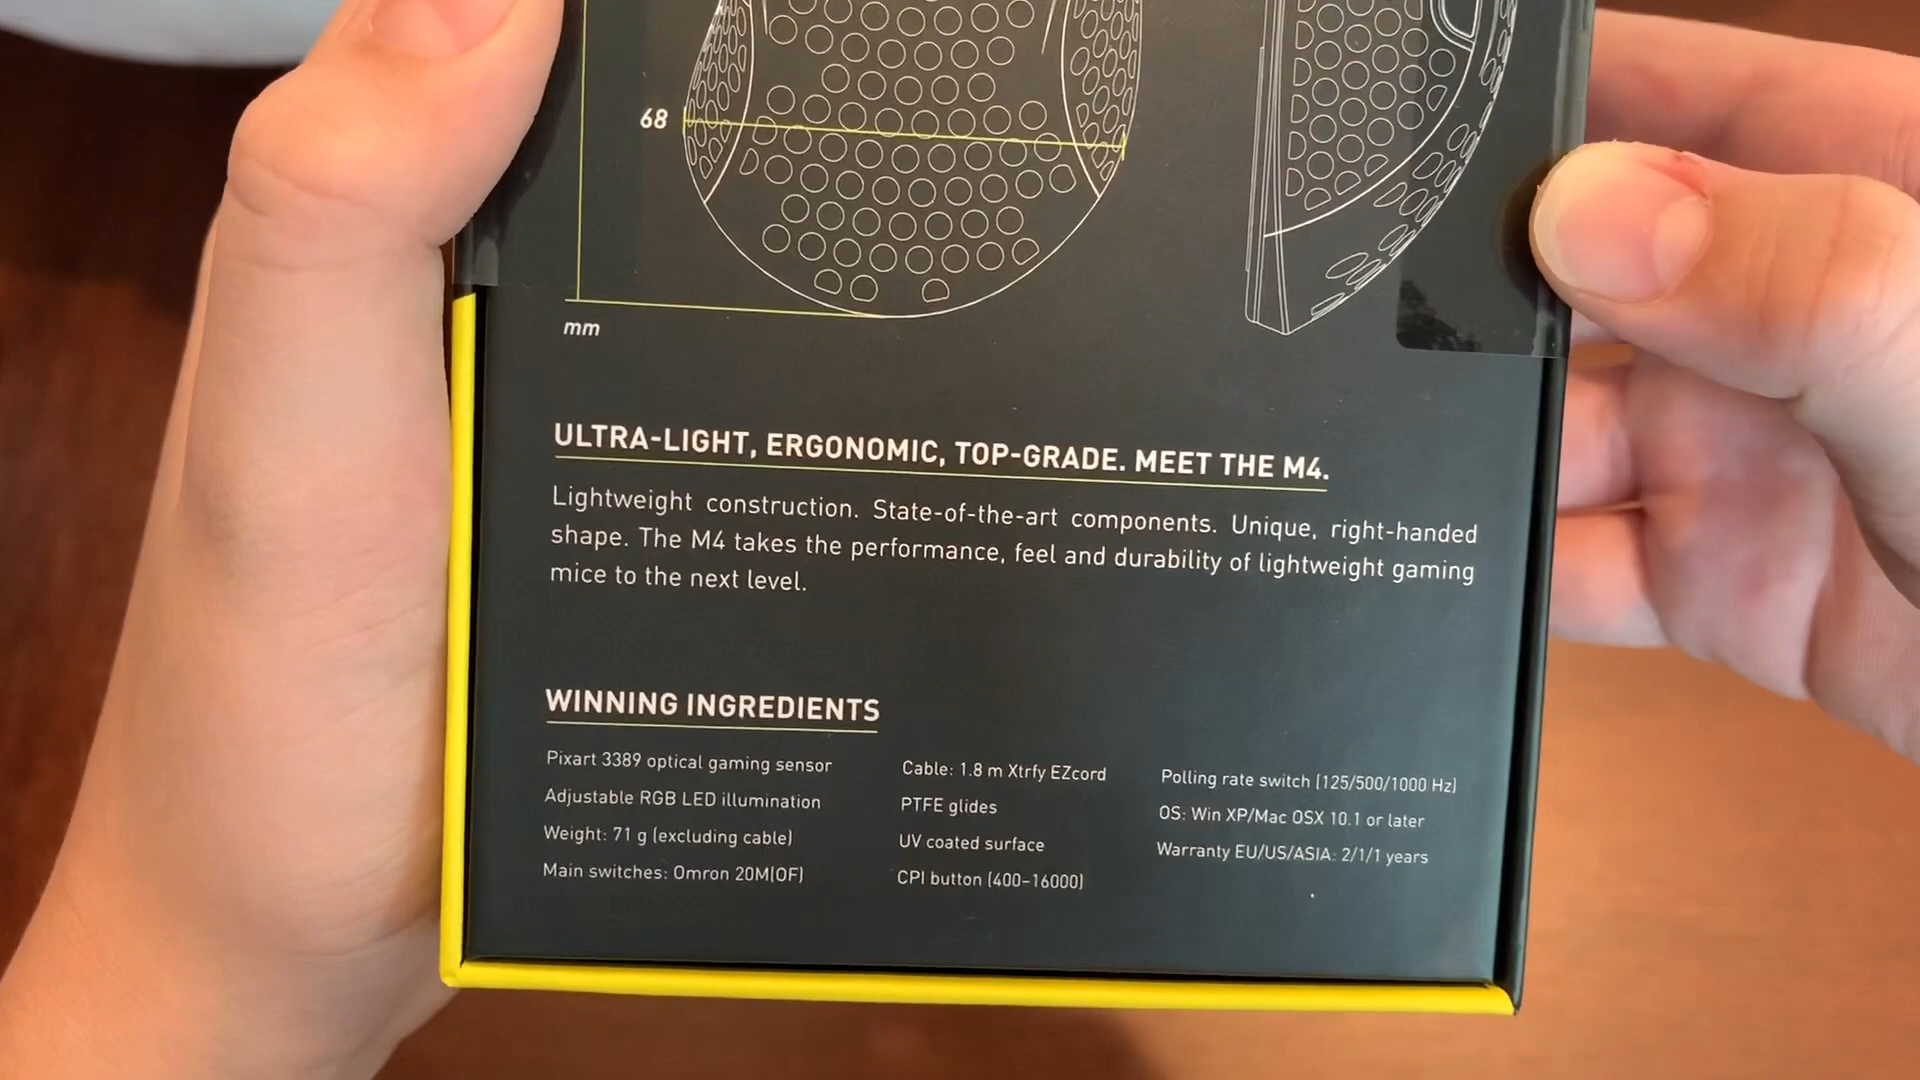 68
mm
ULTRA-LIGHT, ERGONOMIC, TOP-GRADE. MEET THE M4.
Lightweight construction. State-of-the-art components. Unique, right-handed
shape. The M4 takes the performance, feel and durability of lightweight gaming
mice to the next level.
WINNING INGREDIENTS
Pixart 3389 optical gaming sensor
Adjustable RGB LED illumination
Weight: 71 g (excluding cable)
Main switches: Omron 20M(OF)
Cable: 1.8 m Xtrfy EZcord
PTFE glides
UV coated surface
CPI button (400–16000)
Polling rate switch (125/500/1000 Hz)
OS: Win XP/Mac OSX 10.1 or later
Warranty EU/US/ASIA: 2/1/1 years